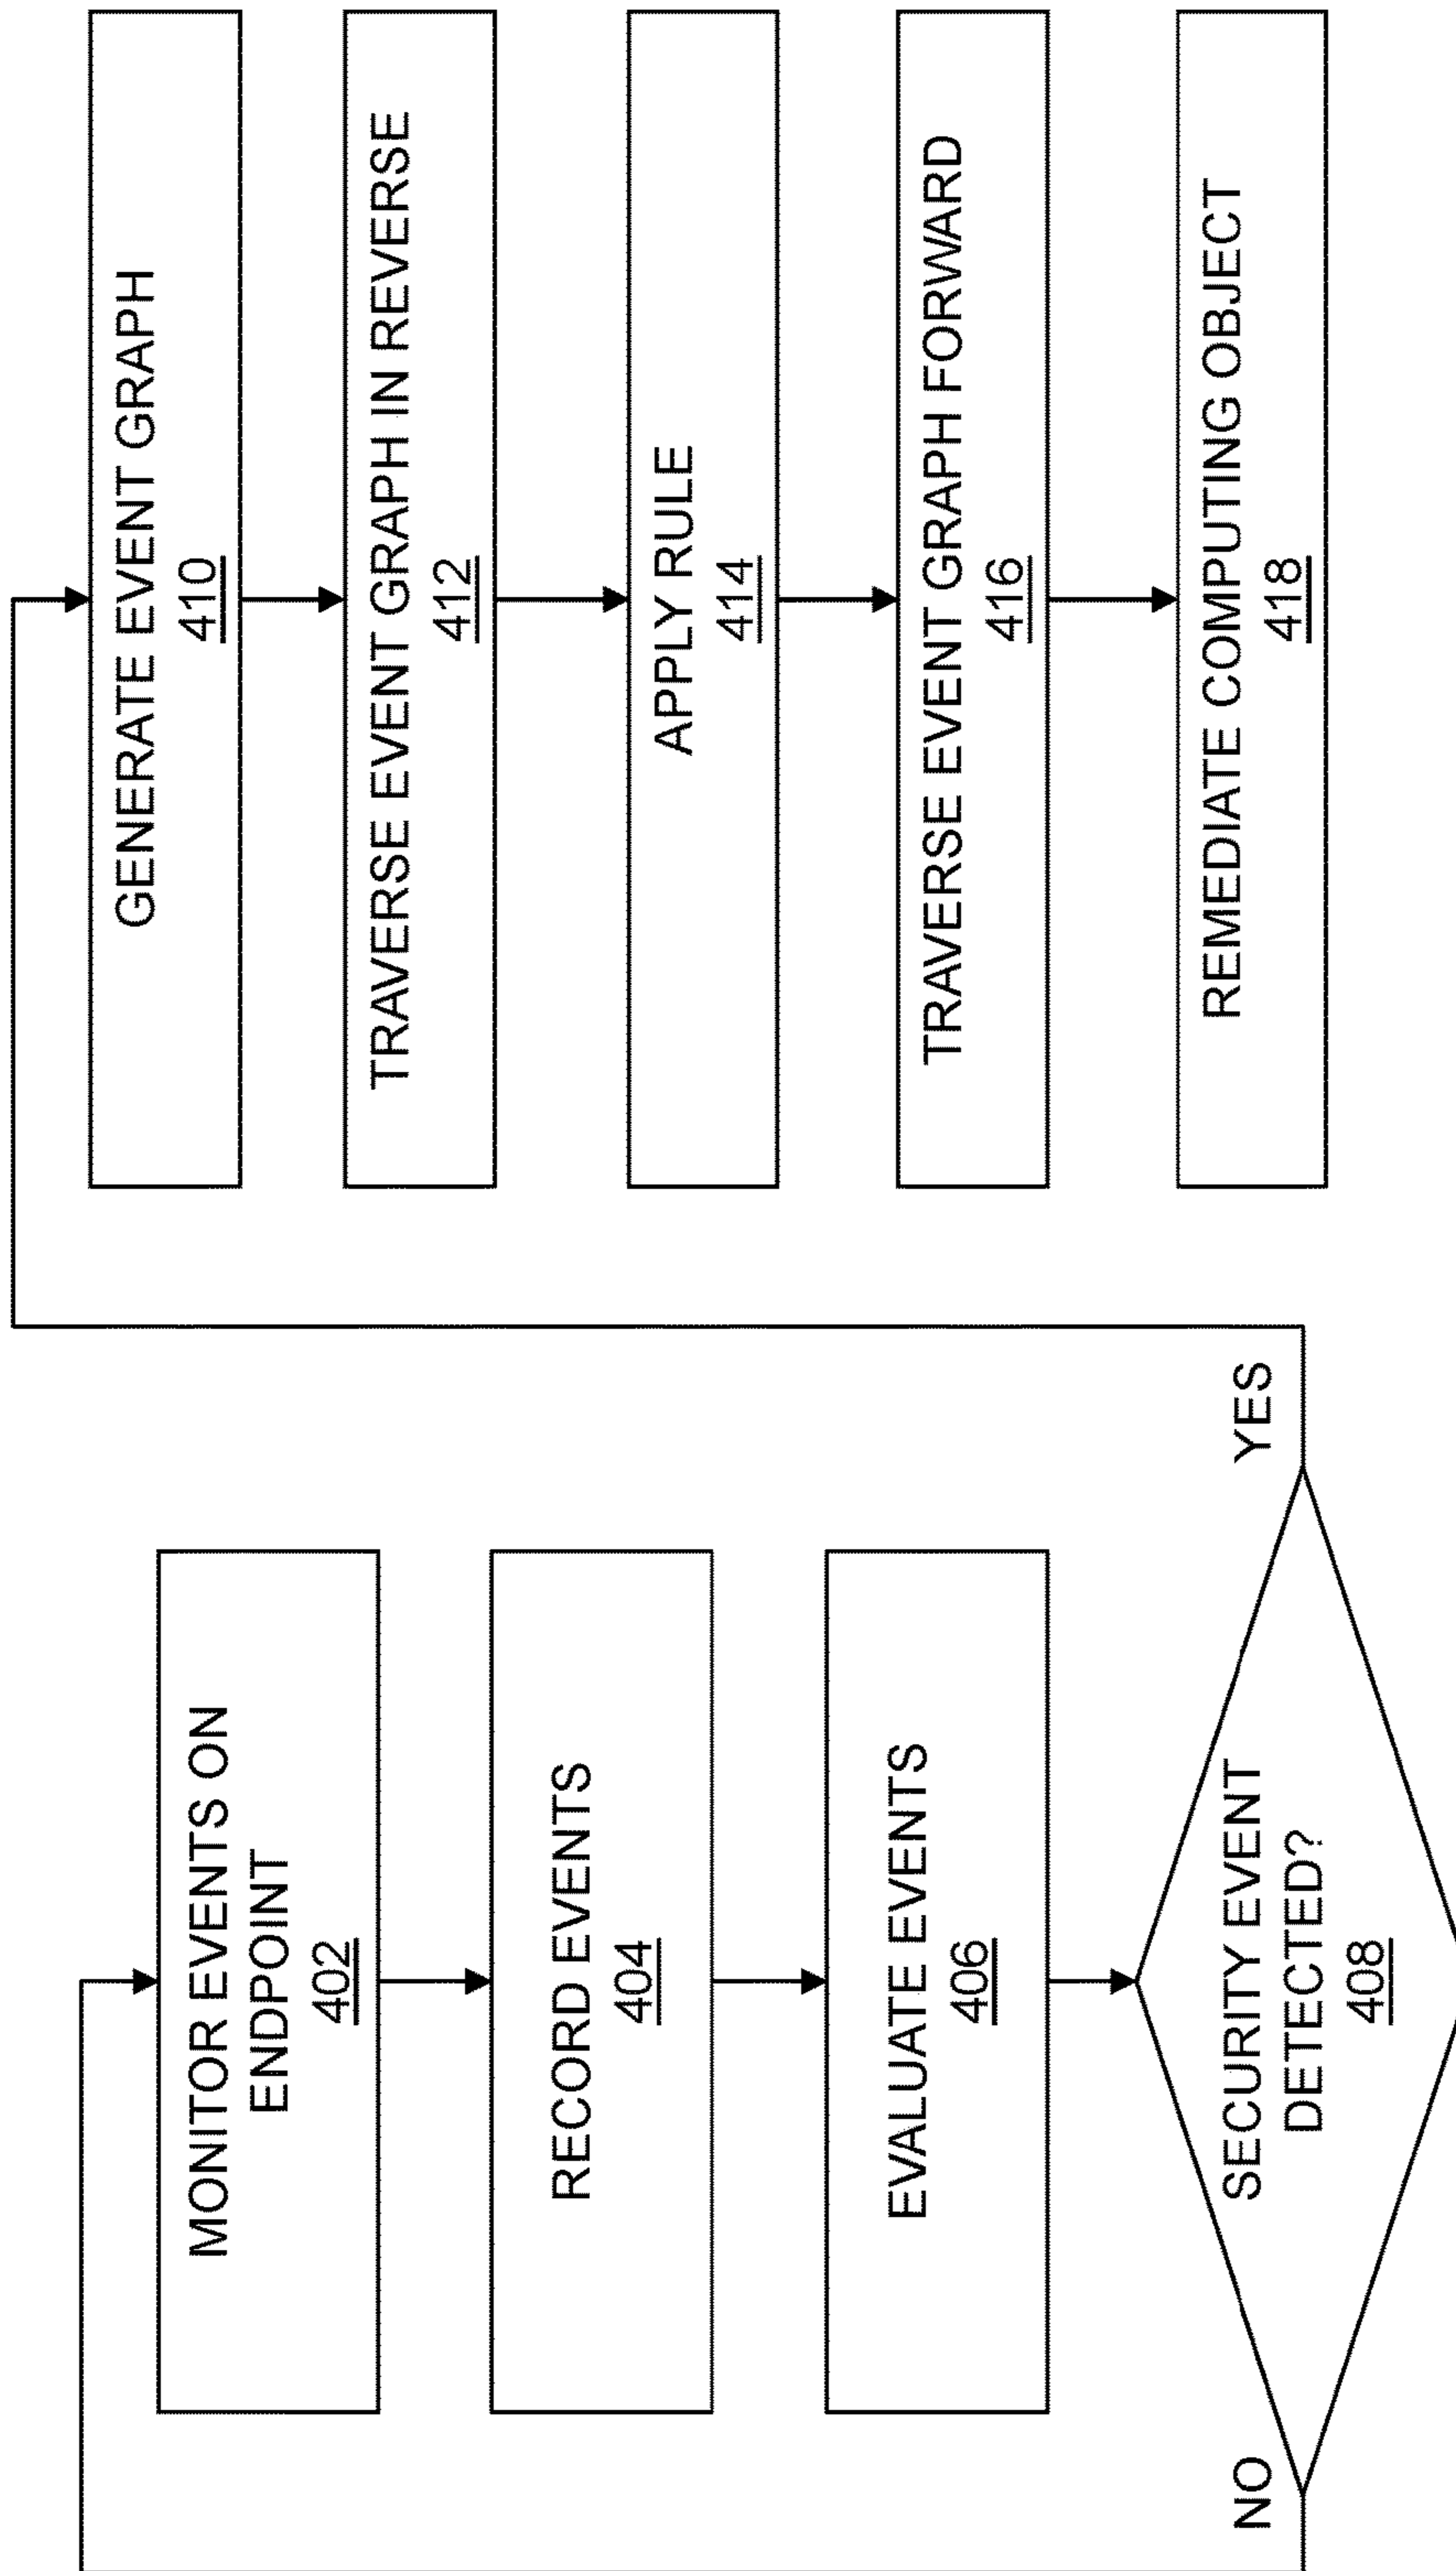 MONITOR EVENTS ON
ENDPOINT
402
RECORD EVENTS
404
EVALUATE EVENTS
406
SECURITY EVENT
DETECTED?
408
NO
YES
GENERATE EVENT GRAPH
410
TRAVERSE EVENT GRAPH IN REVERSE
412
APPLY RULE
414
TRAVERSE EVENT GRAPH FORWARD
416
REMEDIATE COMPUTING OBJECT
418